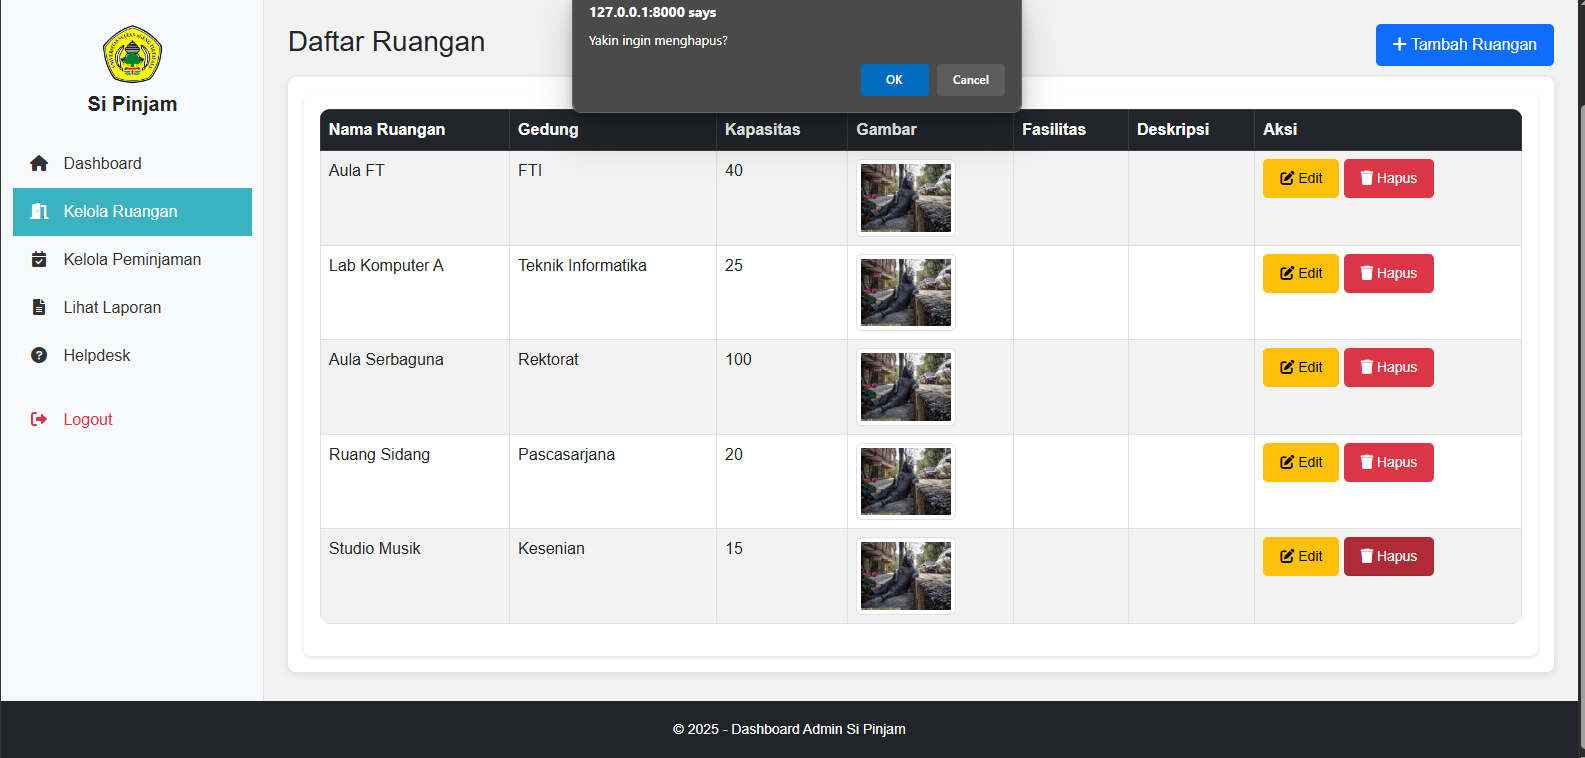 127.0.0.1:8000 says
Yakin ingin menghapus?
OK
Cancel
Si Pinjam
Dashboard
Kelola Ruangan
Kelola Peminjaman
Lihat Laporan
Helpdesk
Logout
Daftar Ruangan
Tambah Ruangan
Nama Ruangan Gedung Kapasitas Gambar Fasilitas Deskripsi Aksi
Aula FT FTI 40 Edit Hapus
Lab Komputer A Teknik Informatika 25 Edit Hapus
Aula Serbaguna Rektorat 100 Edit Hapus
Ruang Sidang Pascasarjana 20 Edit Hapus
Studio Musik Kesenian 15 Edit Hapus
© 2025 - Dashboard Admin Si Pinjam